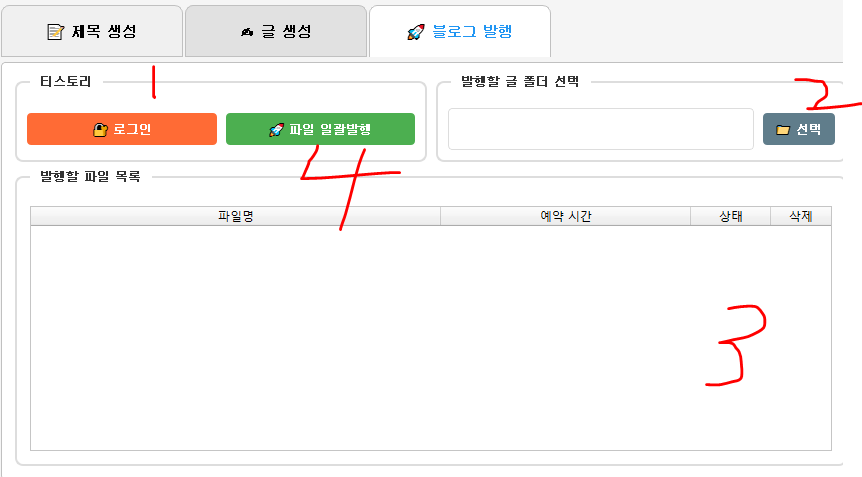 제목 생성 글 생성 블로그 발행
티스토리 1 발행할 글 폴더 선택 2
로그인 파일 일괄발행 선택
4
발행할 파일 목록
파일명 예약 시간 상태 삭제
3